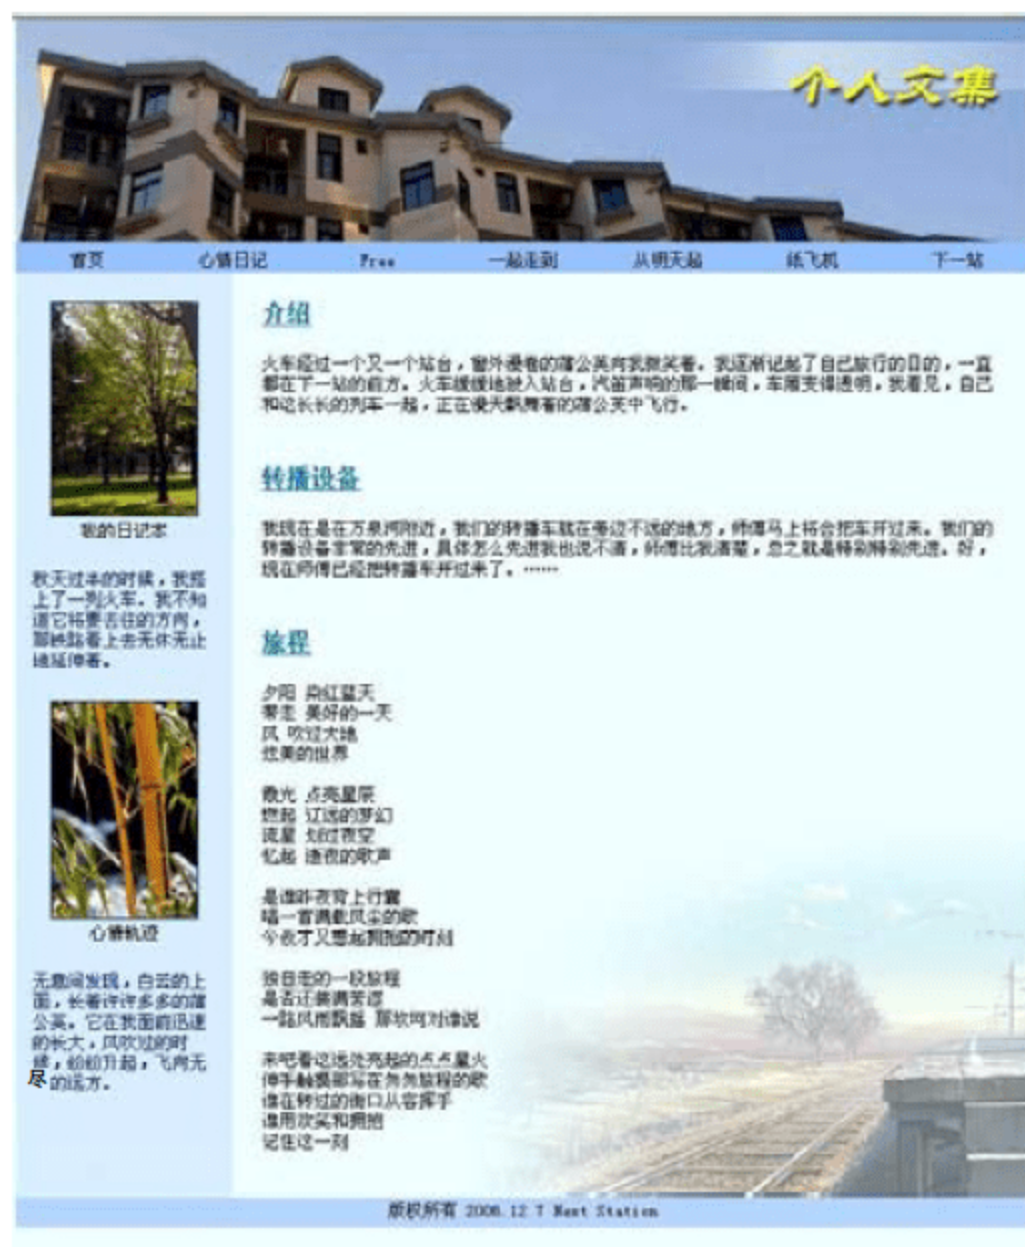 个人文集
首页 心情日记 Free 一起走到 从明天起 纸飞机 下一站
我的日记本
秋天过半的时候，我搭
上了一列火车。我不知
道它将要去往的方向，
那铁路看上去无休无止
地延伸着。
心情轨迹
无意间发现，白云的上
面，长着许许多多的蒲
公英。它在我面前迅速
的长大，风吹过的时
候，纷纷升起，飞向无
尽的远方。
介绍
火车经过一个又一个站台，窗外漫卷的蒲公英向我微笑着。我逐渐记起了自己旅行的目的，一直
都在下一站的前方。火车缓缓地驶入站台，汽笛声响的那一瞬间，车厢变得透明，我看见，自己
和这长长的列车一起，正在漫天飘舞着的蒲公英中飞行。
转播设备
我现在是在万泉河附近，我们的转播车就在旁边不远的地方，师傅马上将会把车开过来。我们的
转播设备非常的先进，具体怎么先进我也说不清，师傅比我清楚，总之就是特别特别先进。好，
现在师傅已经把转播车开过来了。……
旅程
夕阳 染红蓝天
带走 美好的一天
风 吹过大地
炫美的世界
霞光 点亮星辰
燃起 辽远的梦幻
流星 划过夜空
忆起 逝夜的歌声
是谁昨夜背上行囊
唱一首满载风尘的歌
今夜才又想起拥抱的时刻
独自走的一段旅程
是否还装满苦涩
一路风雨飘摇 那坎坷对谁说
来吧看这远处亮起的点点星火
伸手触摸那写在匆匆旅程的歌
谁在转过的街口从容挥手
谁用欢笑和拥抱
记住这一刻
版权所有 2006.12 T Next Station